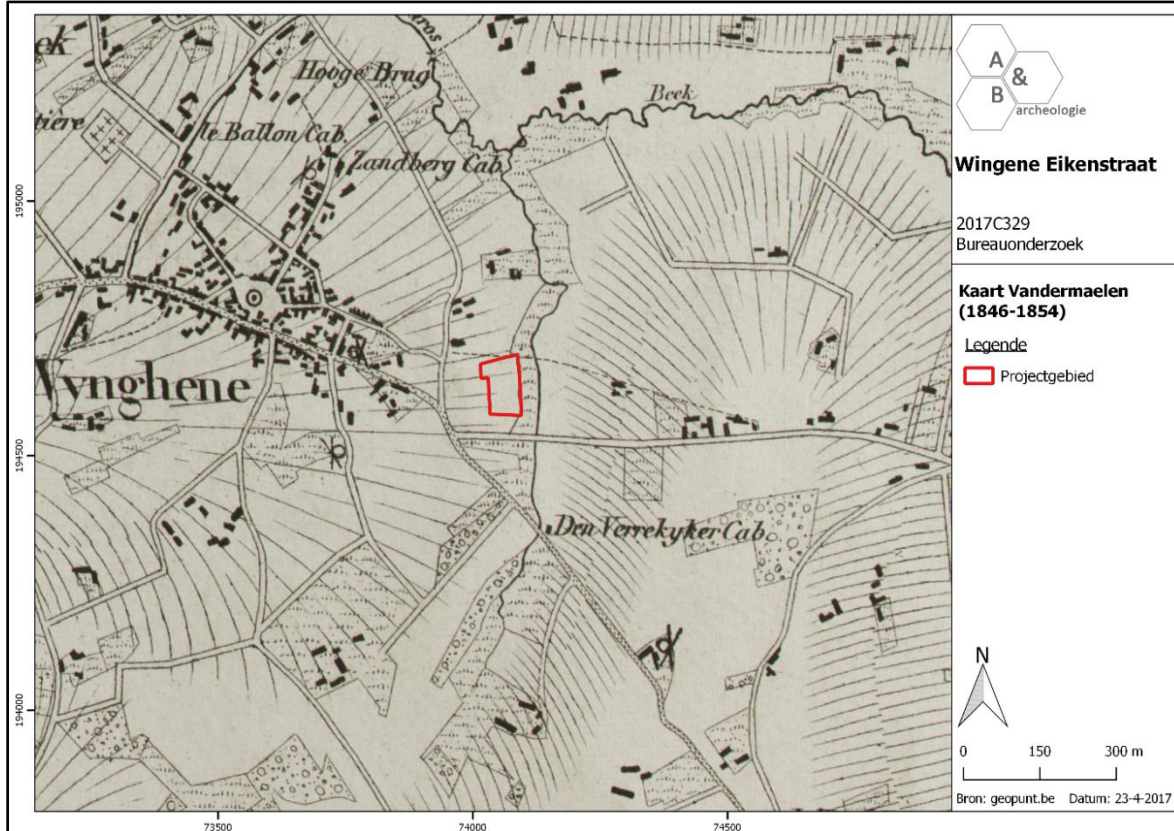 ek
Hooge Brug
Beek
le Ballon Cab.
Zandberg Cab.
Wynghene
Den Verrekyker Cab.
195000
194500
194000
73500
74000
74500
A
&
B
archeologie
Wingene Eikenstraat
2017C329
Bureauonderzoek
Kaart Vandermaelen
(1846-1854)
Legende
Projectgebied
N
0 150 300 m
Bron: geopunt.be Datum: 23-4-2017